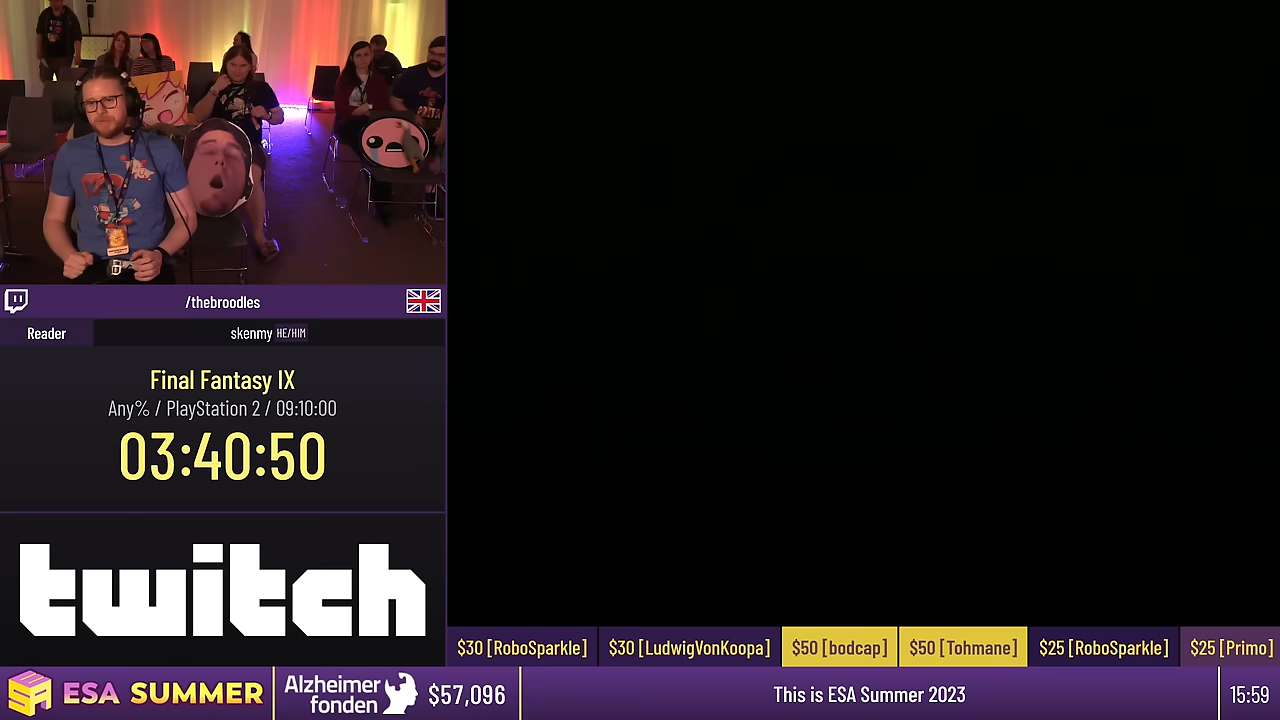 /thebroodles
Reader
skenmy HE/HIM
Final Fantasy IX
Any% / PlayStation 2 / 09:10:00
03:40:50
twitch
$30 [RoboSparkle]
$30 [LudwigVonKoopa]
$50 [bodcap]
$50 [Tohmane]
$25 [RoboSparkle]
$25 [Primo]
ESA SUMMER
Alzheimer
fonden
$57,096
This is ESA Summer 2023
15:59